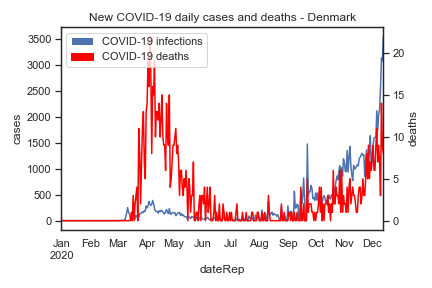 New COVID-19 daily cases and deaths - Denmark
COVID-19 infections
COVID-19 deaths
3500
3000
2500
2000
1500
1000
500
0
cases
20
15
10
5
0
deaths
Jan Feb Mar Apr May Jun Jul Aug Sep Oct Nov Dec
2020
dateRep